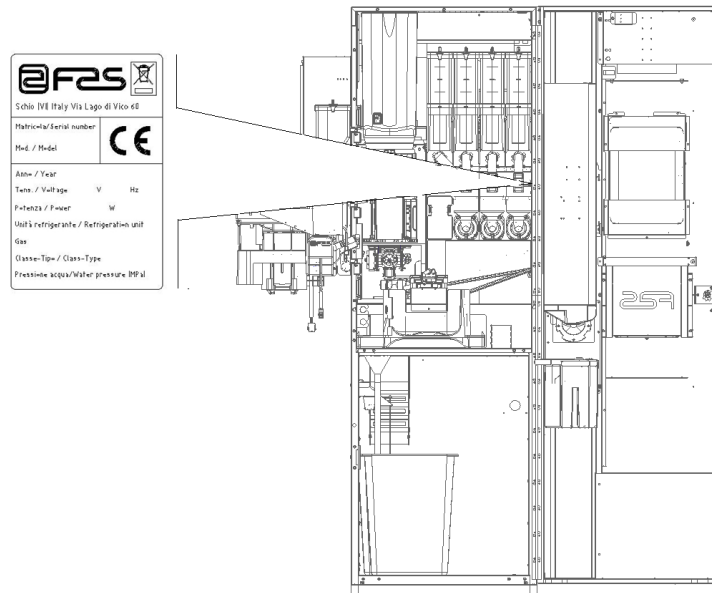 FAS
Schio (VI) Italy Via Lago di Vico 60
Matricola/Serial number
Mod. / Model
CE
Anno / Year
Tens. / Voltage V Hz
Potenza / Power W
Unità refrigerante / Refrigeration unit
Gas
Classe-Tipo / Class-Type
Pressione acqua/Water pressure (MPa)
FAS